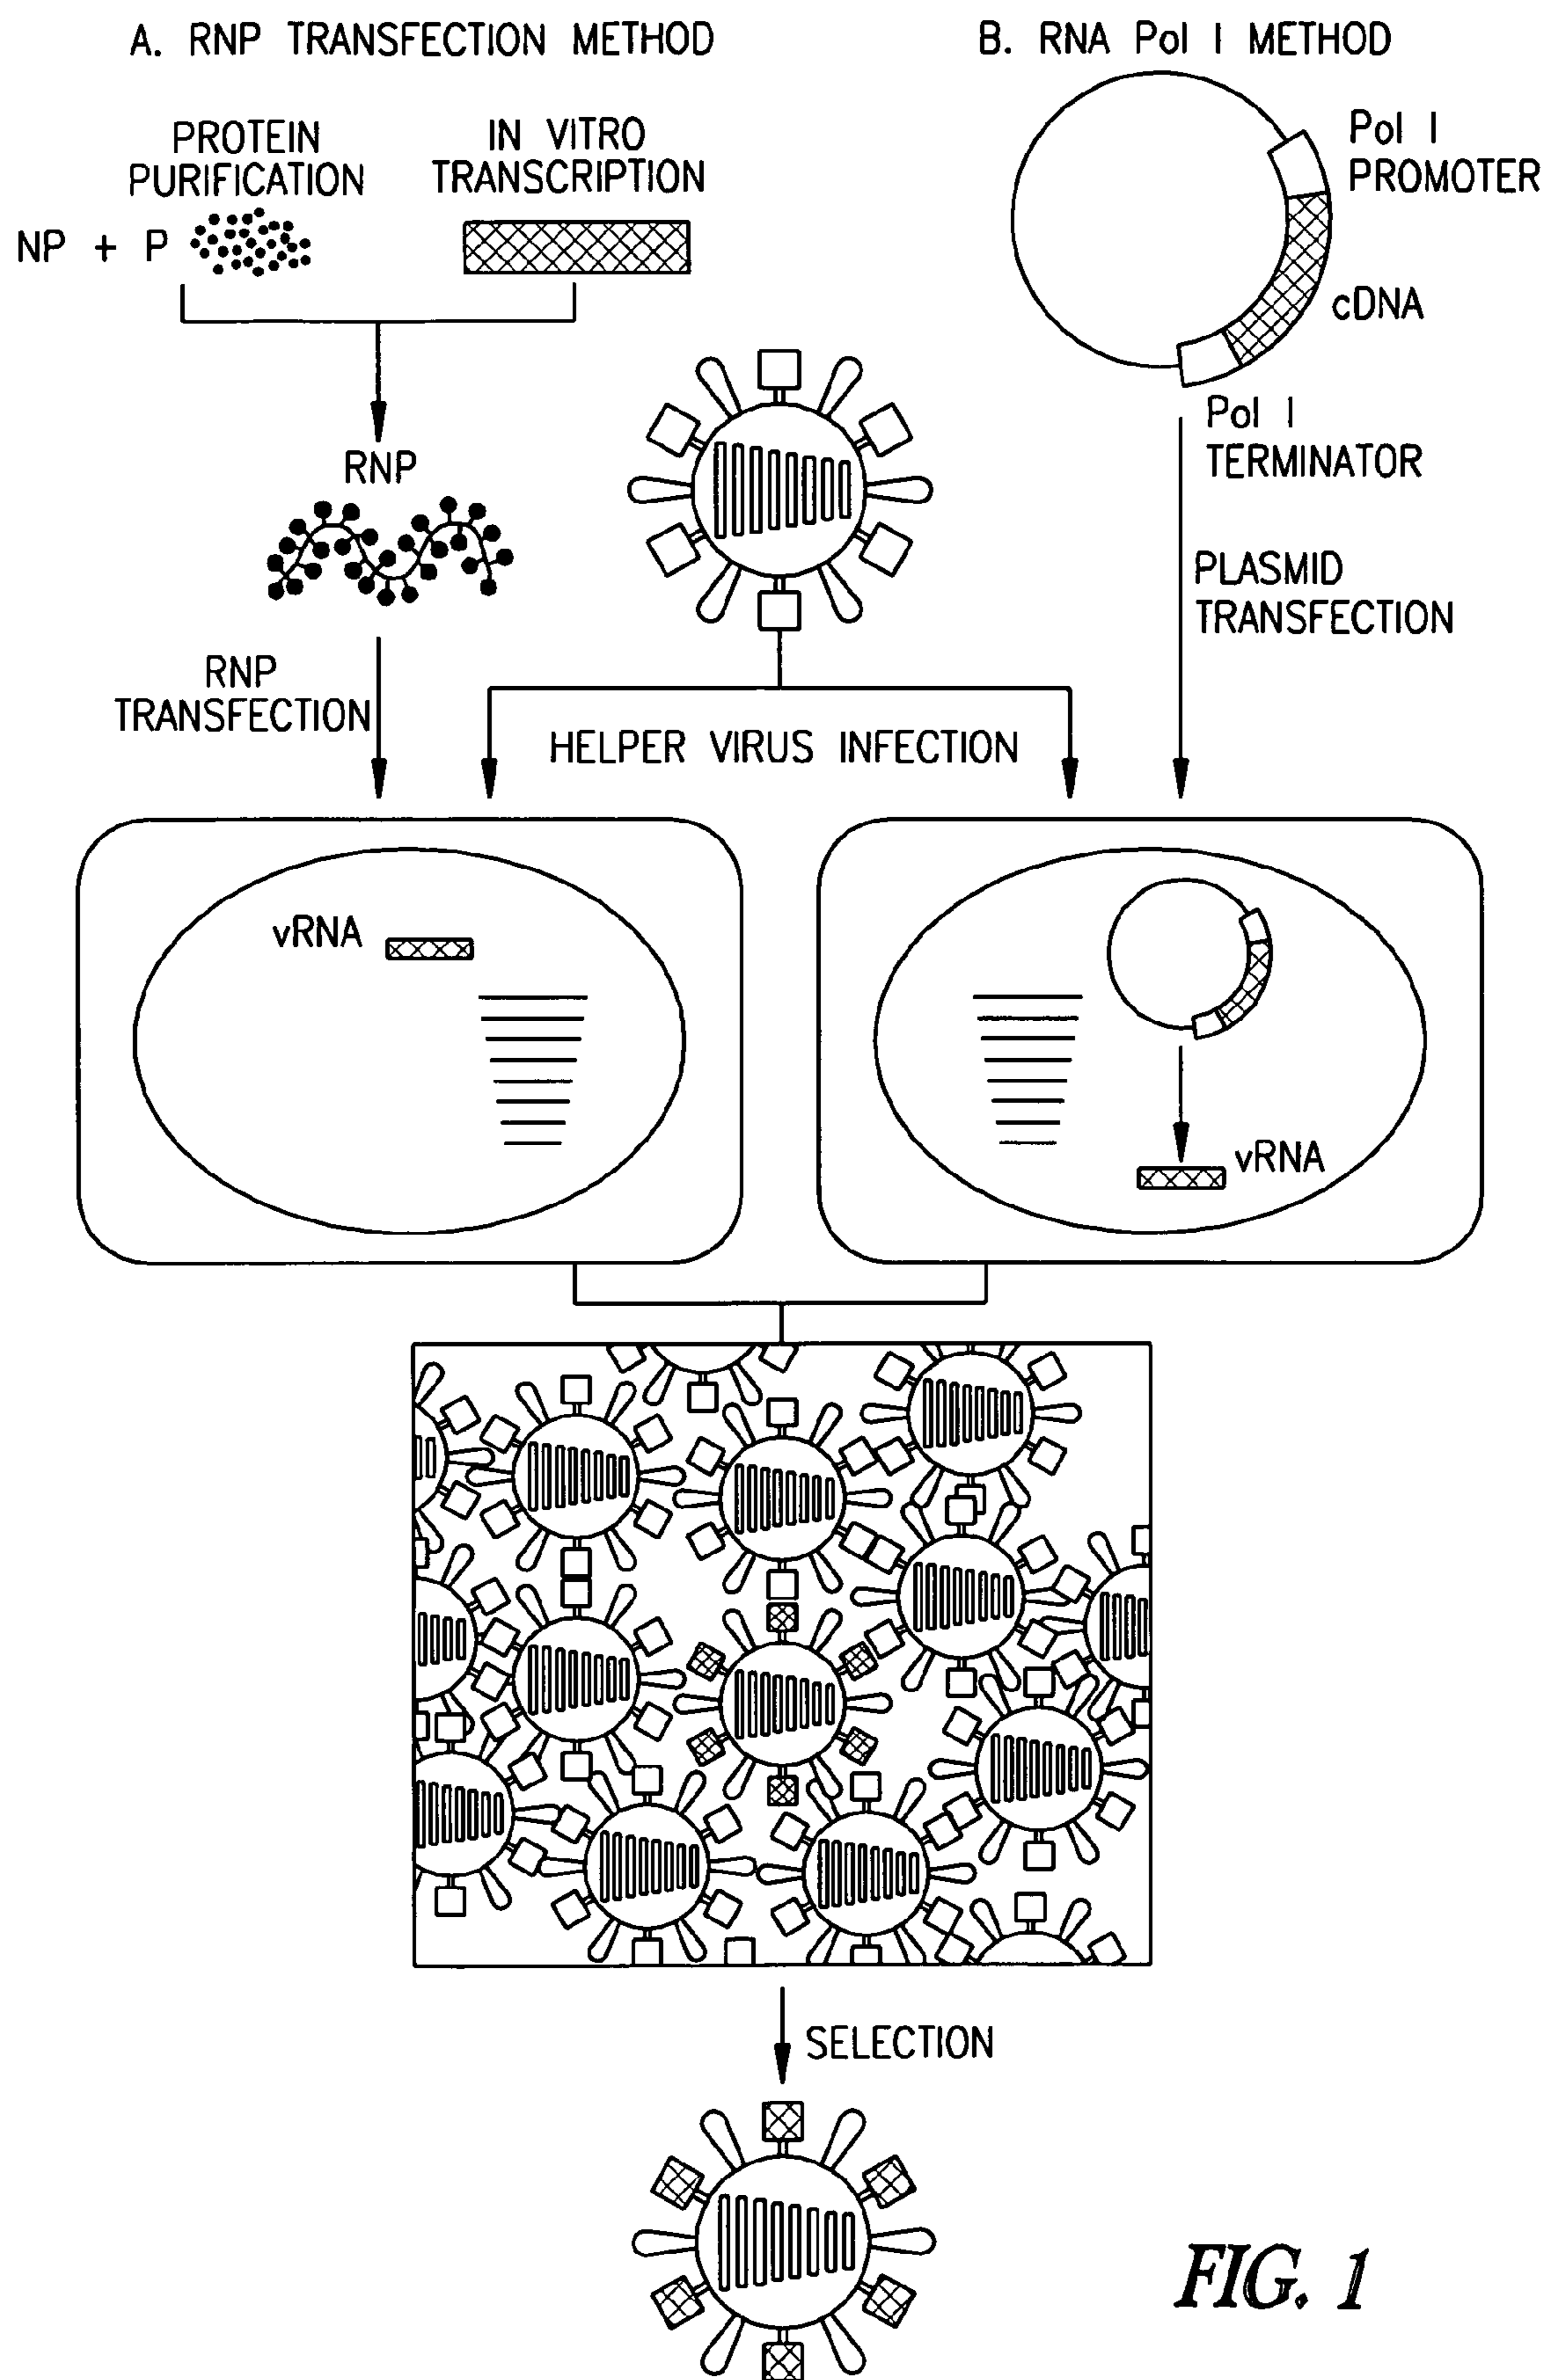 A. RNP TRANSFECTION METHOD
B. RNA Pol I METHOD
PROTEIN
PURIFICATION
IN VITRO
TRANSCRIPTION
NP + P
Pol I
PROMOTER
cDNA
Pol I
TERMINATOR
RNP
PLASMID
TRANSFECTION
RNP
TRANSFECTION
HELPER VIRUS INFECTION
vRNA
vRNA
SELECTION
FIG. 1